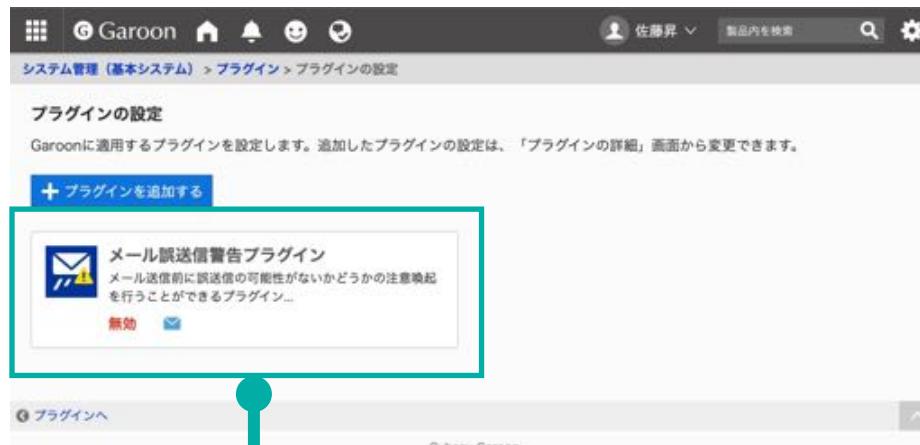 Garoon
佐藤昇
製品内を検索
システム管理（基本システム） > プラグイン > プラグインの設定
プラグインの設定
Garoonに適用するプラグインを設定します。追加したプラグインの設定は、「プラグインの詳細」画面から変更できます。
プラグインを追加する
メール誤送信警告プラグイン
メール送信前に誤送信の可能性がないかどうかの注意喚起
を行うことができるプラグイン...
無効
プラグインへ